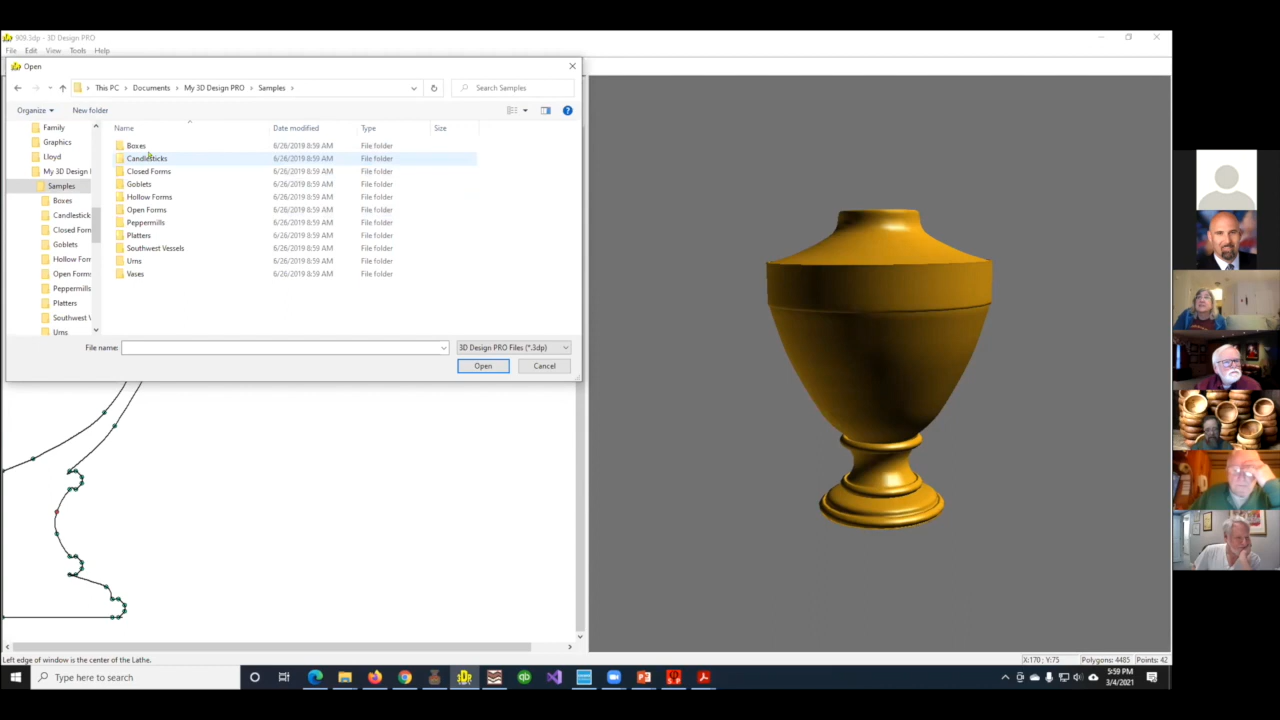 909.3dp - 3D Design PRO
File Edit View Tools Help
Open
This PC > Documents > My 3D Design PRO > Samples >
Search Samples
Organize
New folder
Name Date modified Type Size
Family
Graphics
Lloyd
My 3D Design I
Samples
Boxes
Candlestick
Closed Form
Goblets
Hollow Form
Open Forms
Peppermills
Platters
Southwest V
Urns
Boxes 6/26/2019 8:59 AM File folder
Candlesticks 6/26/2019 8:59 AM File folder
Closed Forms 6/26/2019 8:59 AM File folder
Goblets 6/26/2019 8:59 AM File folder
Hollow Forms 6/26/2019 8:59 AM File folder
Open Forms 6/26/2019 8:59 AM File folder
Peppermills 6/26/2019 8:59 AM File folder
Platters 6/26/2019 8:59 AM File folder
Southwest Vessels 6/26/2019 8:59 AM File folder
Urns 6/26/2019 8:59 AM File folder
Vases 6/26/2019 8:59 AM File folder
File name:
3D Design PRO Files (*.3dp)
Open Cancel
Left edge of window is the center of the Lathe.
X:170 ; Y:75 Polygons: 4485 Points: 42
Type here to search
5:59 PM
3/4/2021